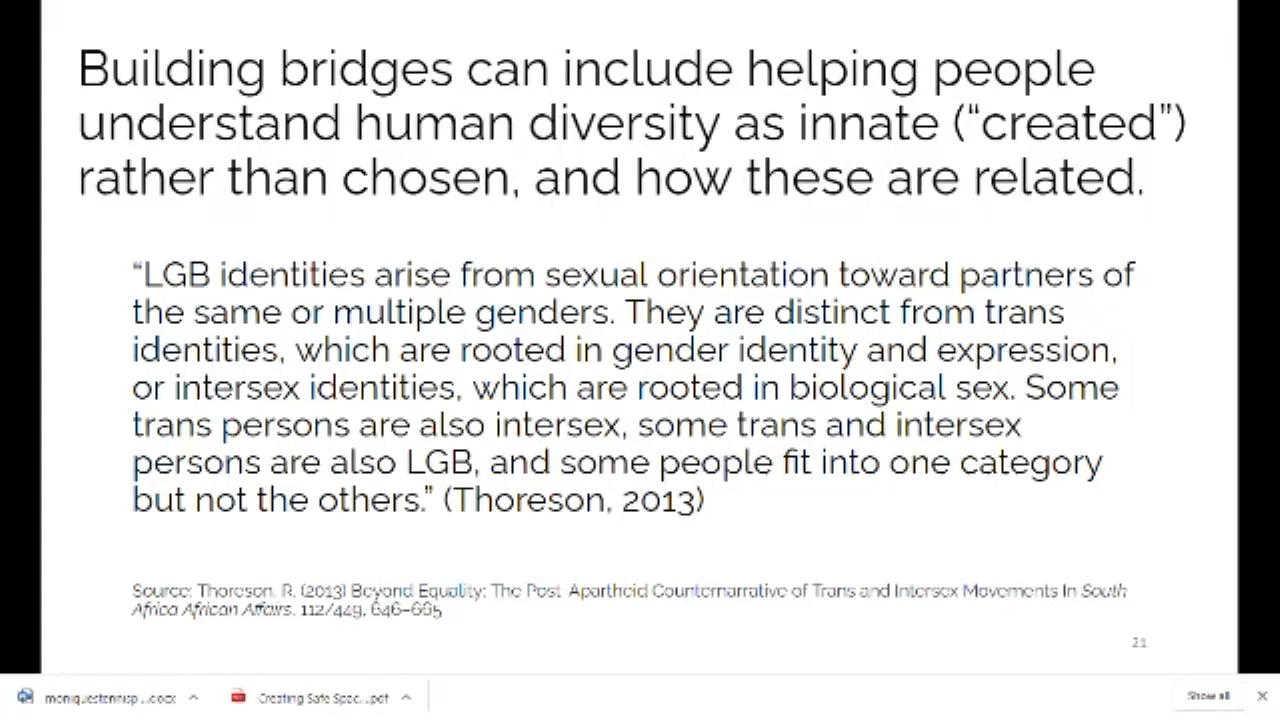 Building bridges can include helping people
understand human diversity as innate (“created”)
rather than chosen, and how these are related.
“LGB identities arise from sexual orientation toward partners of
the same or multiple genders. They are distinct from trans
identities, which are rooted in gender identity and expression,
or intersex identities, which are rooted in biological sex. Some
trans persons are also intersex, some trans and intersex
persons are also LGB, and some people fit into one category
but not the others.” (Thoreson, 2013)
Source: Thoreson, R. (2013) Beyond Equality: The Post-Apartheid Counternarrative of Trans and Intersex Movements In South
Africa African Affairs, 112/449, 646–665
21
Creating Safe Spac...pdf
Show all